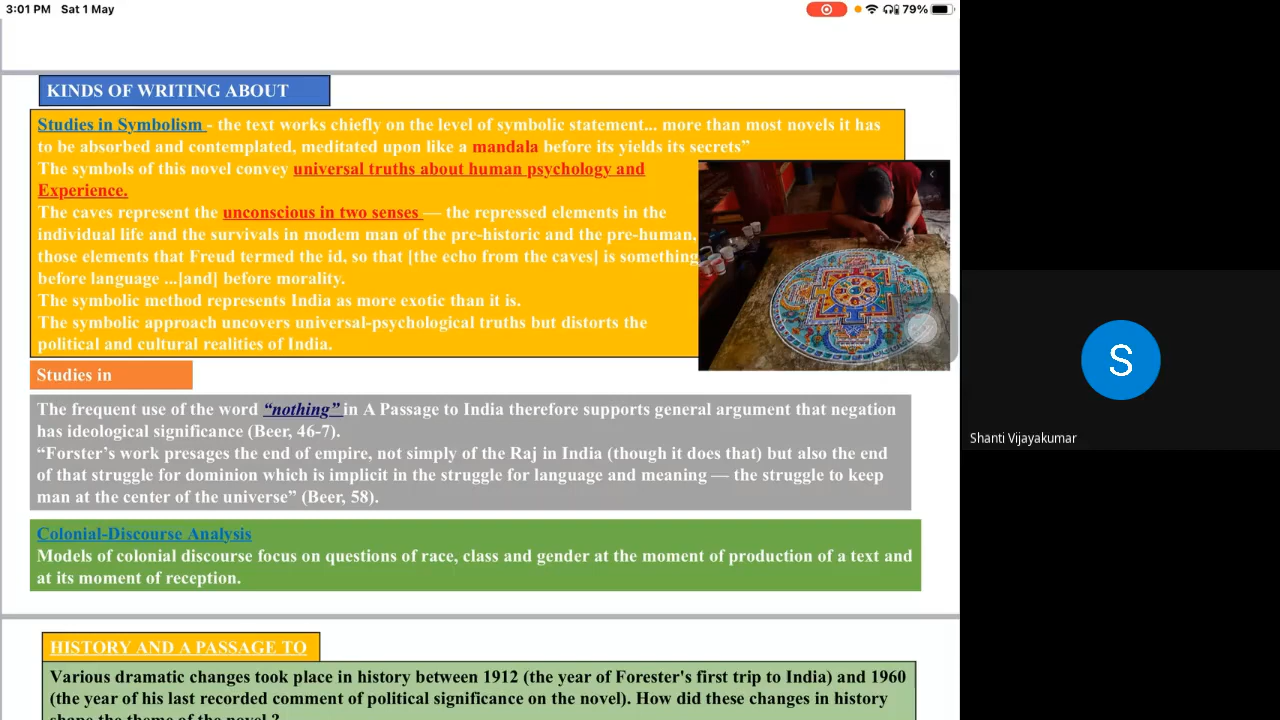 3:01 PM Sat 1 May 79%
KINDS OF WRITING ABOUT
Studies in Symbolism - the text works chiefly on the level of symbolic statement... more than most novels it has
to be absorbed and contemplated, meditated upon like a mandala before its yields its secrets”
The symbols of this novel convey universal truths about human psychology and
Experience.
The caves represent the unconscious in two senses — the repressed elements in the
individual life and the survivals in modem man of the pre-historic and the pre-human,
those elements that Freud termed the id, so that [the echo from the caves] is something
before language ...[and] before morality.
The symbolic method represents India as more exotic than it is.
The symbolic approach uncovers universal-psychological truths but distorts the
political and cultural realities of India.
Studies in
The frequent use of the word “nothing” in A Passage to India therefore supports general argument that negation
has ideological significance (Beer, 46-7).
“Forster’s work presages the end of empire, not simply of the Raj in India (though it does that) but also the end
of that struggle for dominion which is implicit in the struggle for language and meaning — the struggle to keep
man at the center of the universe” (Beer, 58).
Colonial-Discourse Analysis
Models of colonial discourse focus on questions of race, class and gender at the moment of production of a text and
at its moment of reception.
HISTORY AND A PASSAGE TO
Various dramatic changes took place in history between 1912 (the year of Forester's first trip to India) and 1960
(the year of his last recorded comment of political significance on the novel). How did these changes in history
shape the theme of the novel ?
S
Shanti Vijayakumar